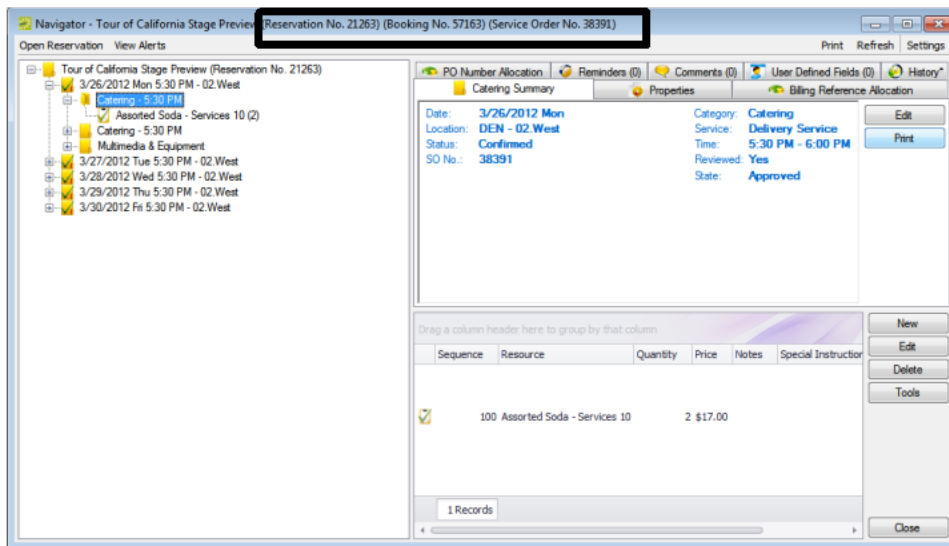 Navigator - Tour of California Stage Preview (Reservation No. 21263) (Booking No. 57163) (Service Order No. 38391)
Open Reservation View Alerts Print Refresh Settings
Tour of California Stage Preview (Reservation No. 21263)
3/26/2012 Mon 5:30 PM - 02.West
Catering - 5:30 PM
Assorted Soda - Services 10 (2)
Catering - 5:30 PM
Multimedia & Equipment
3/27/2012 Tue 5:30 PM - 02.West
3/28/2012 Wed 5:30 PM - 02.West
3/29/2012 Thu 5:30 PM - 02.West
3/30/2012 Fri 5:30 PM - 02.West
PO Number Allocation Reminders (0) Comments (0) User Defined Fields (0) History*
Catering Summary Properties Billing Reference Allocation
Date: 3/26/2012 Mon Category: Catering
Location: DEN - 02.West Service: Delivery Service
Status: Confirmed Time: 5:30 PM - 6:00 PM
SO No.: 38391 Reviewed: Yes
State: Approved
Edit
Print
Drag a column header here to group by that column
Sequence Resource Quantity Price Notes Special Instruction
100 Assorted Soda - Services 10 2 $17.00
1 Records
New
Edit
Delete
Tools
Close